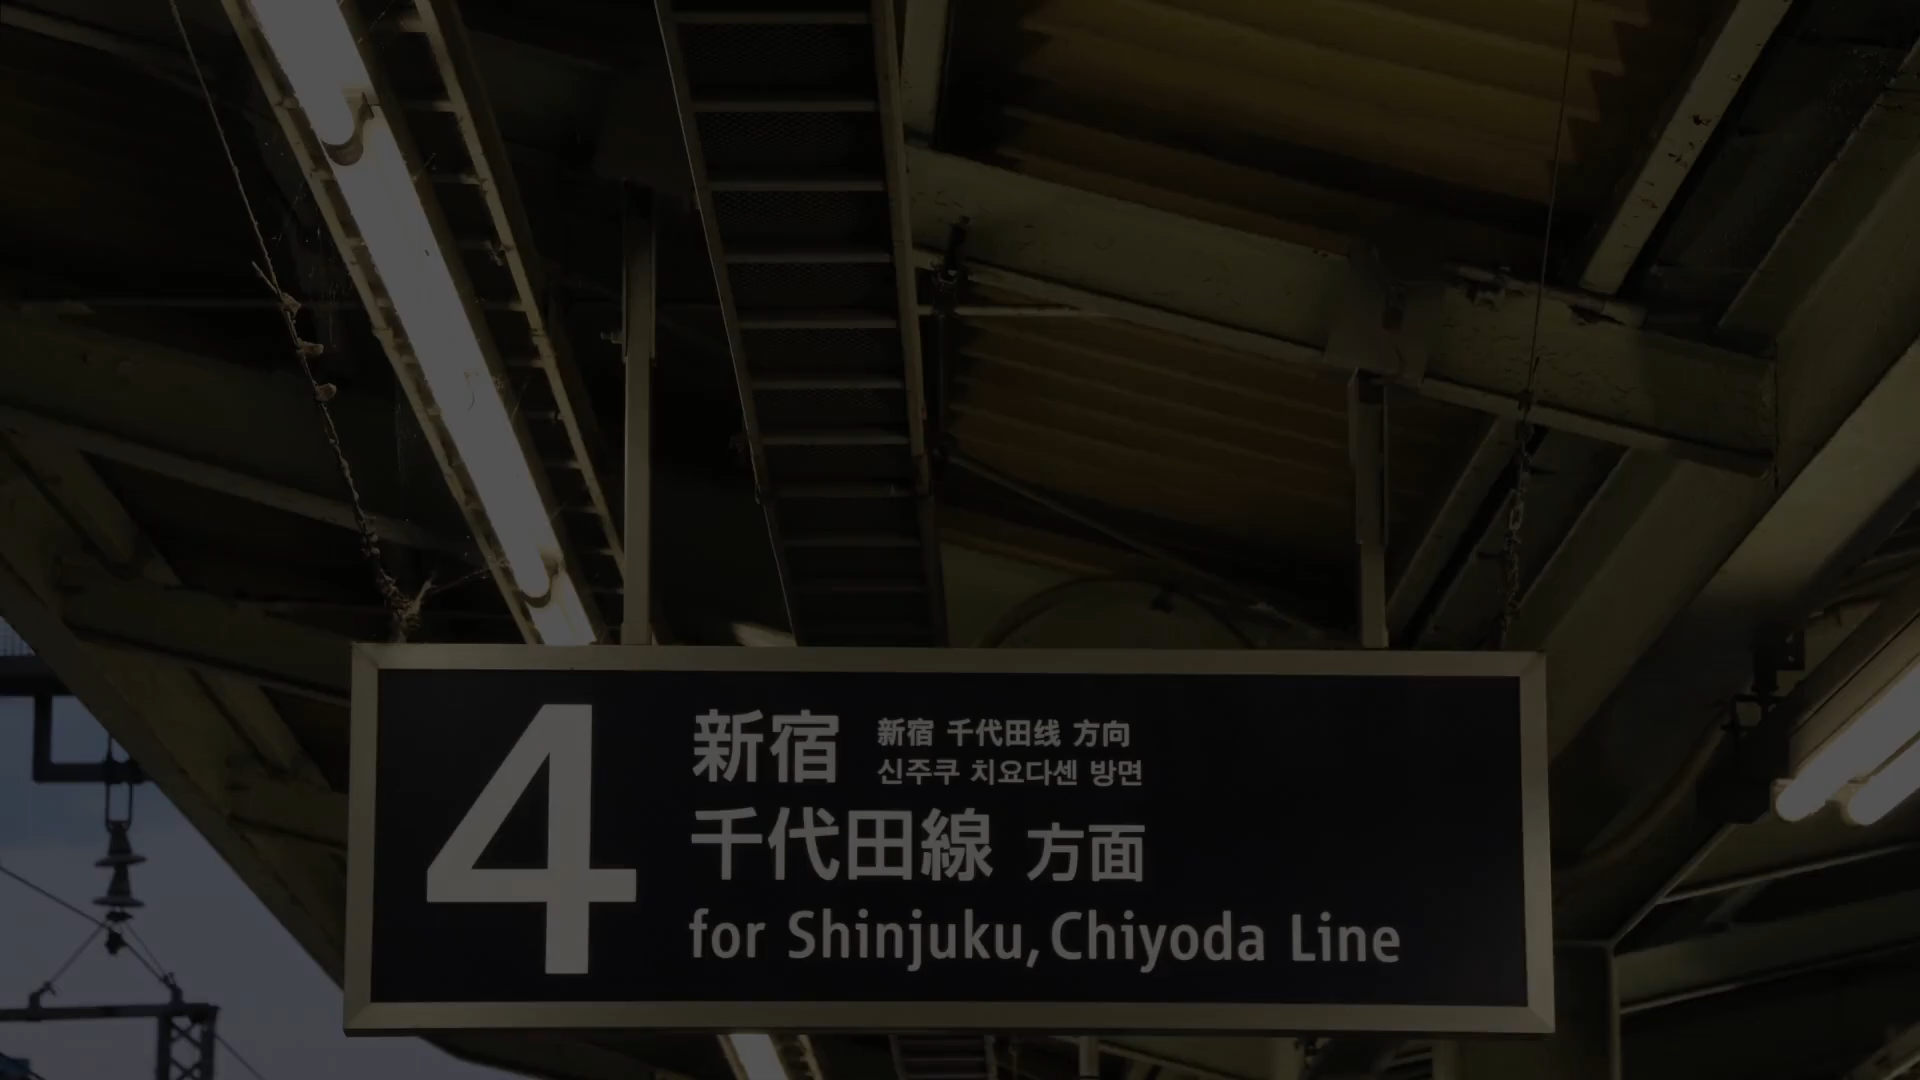 4
新宿
新宿 千代田线 方向
신주쿠 치요다센 방면
千代田線 方面
for Shinjuku, Chiyoda Line